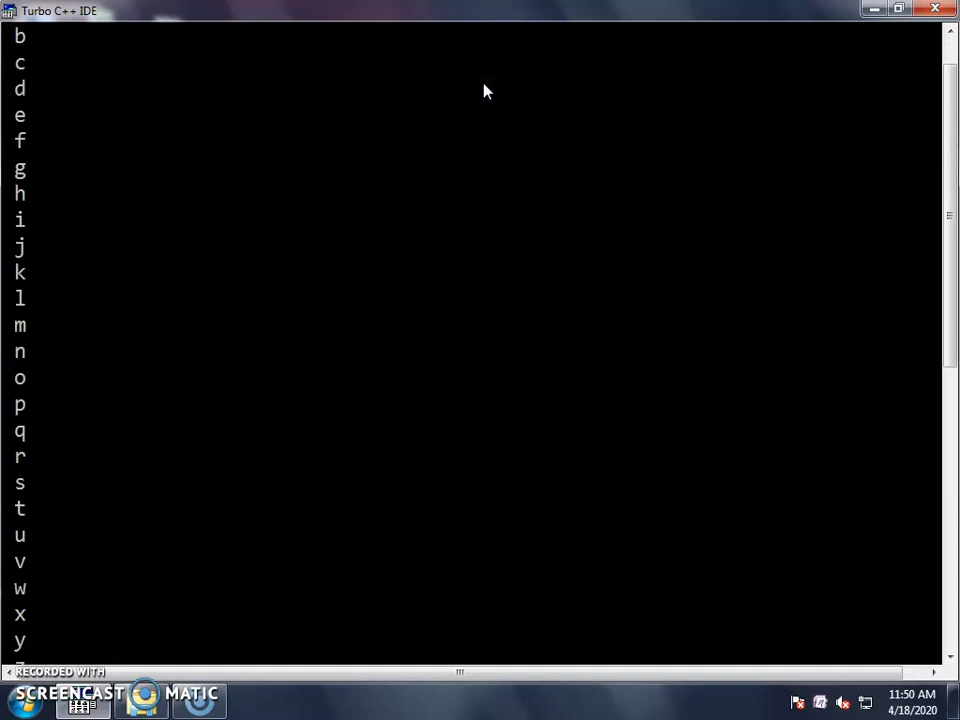 Turbo C++ IDE
b
c
d
e
f
g
h
i
j
k
l
m
n
o
p
q
r
s
t
u
v
w
x
y
z
RECORDED WITH
SCREENCAST MATIC
11:50 AM
4/18/2020